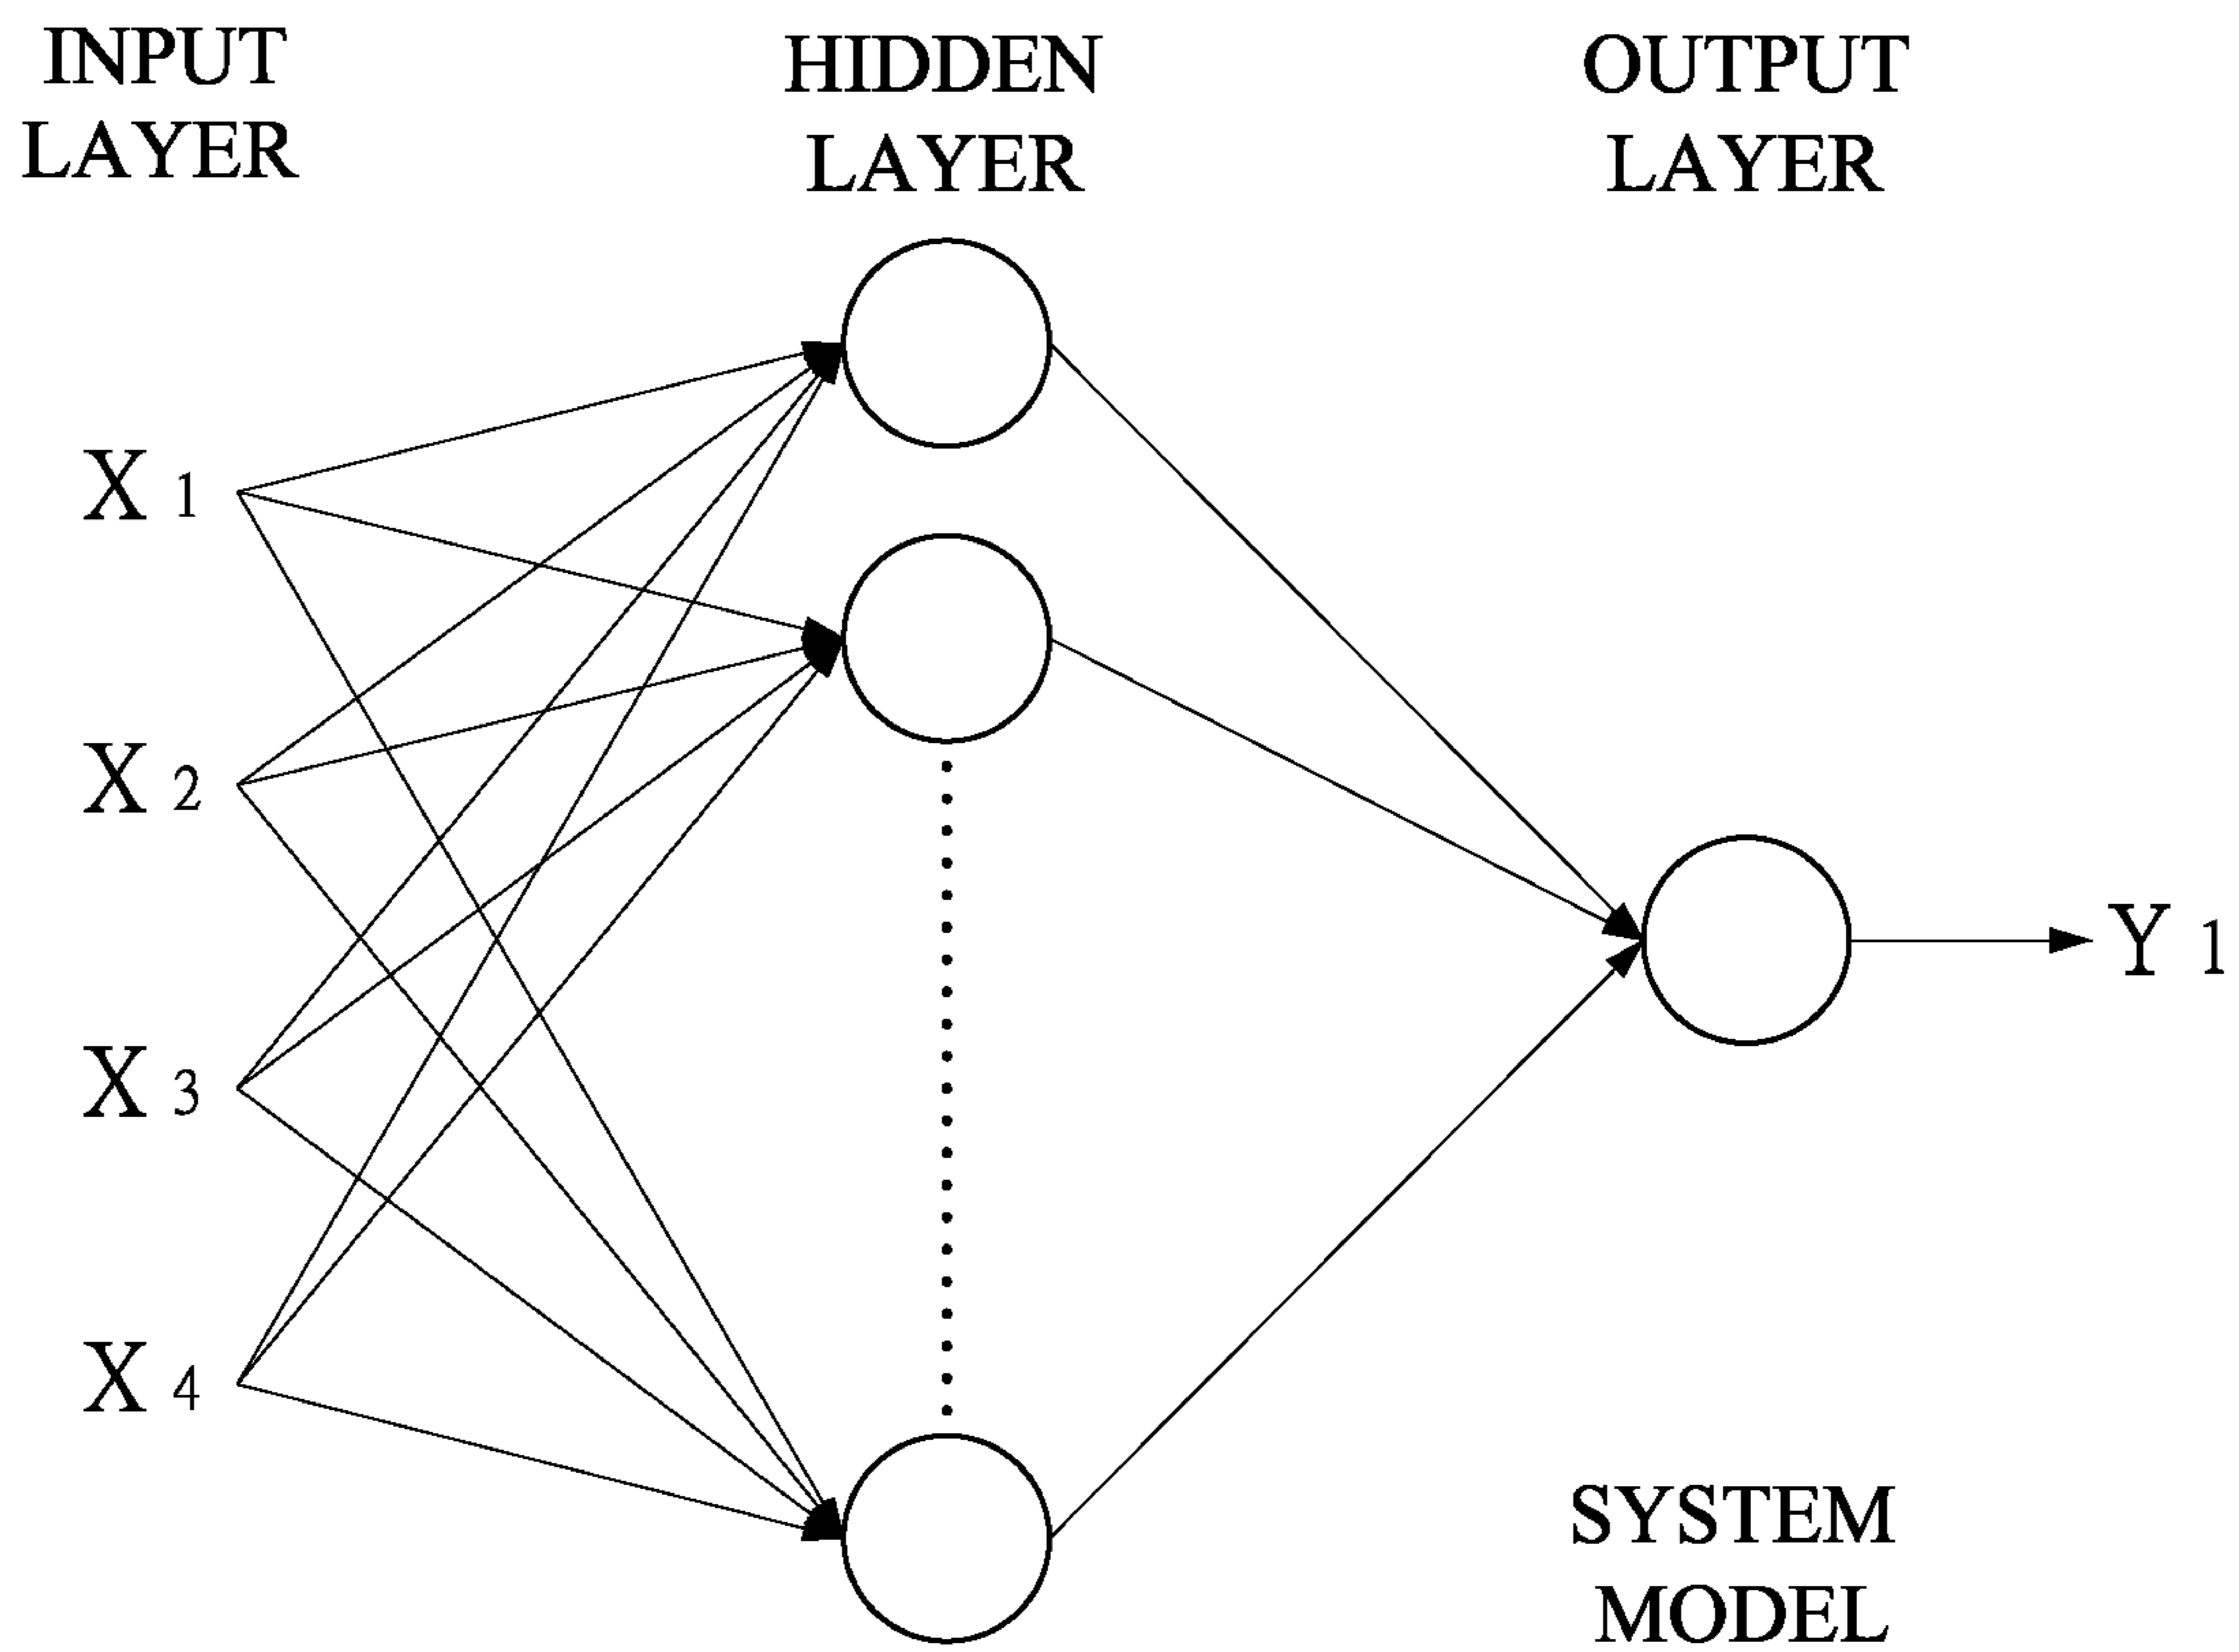 INPUT
LAYER
HIDDEN
LAYER
OUTPUT
LAYER
X 1
X 2
X 3
X 4
Y 1
SYSTEM
MODEL